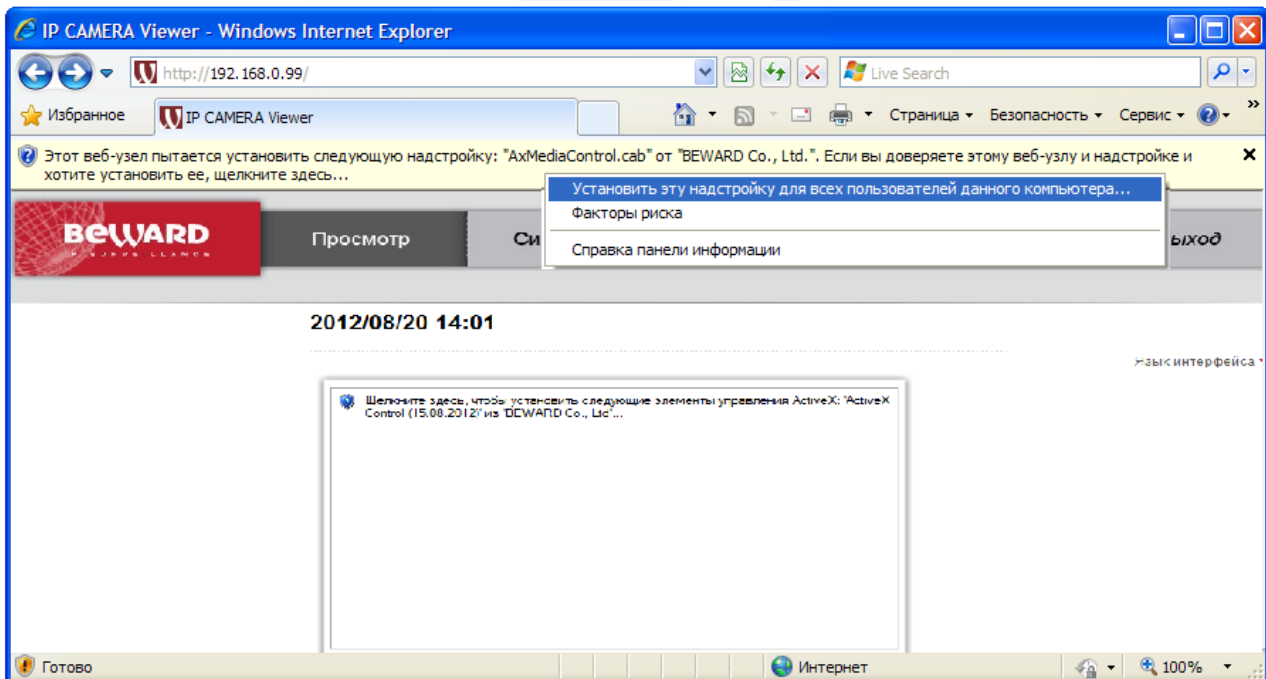 IP CAMERA Viewer - Windows Internet Explorer
http://192.168.0.99/
Live Search
Избранное
IP CAMERA Viewer
Страница
Безопасность
Сервис
Этот веб-узел пытается установить следующую надстройку: "AxMediaControl.cab" от "BEWARD Co., Ltd.". Если вы доверяете этому веб-узлу и надстройке и
хотите установить ее, щелкните здесь...
Установить эту надстройку для всех пользователей данного компьютера...
Факторы риска
Справка панели информации
BEWARD
Просмотр
Си
ыход
2012/08/20 14:01
Язык интерфейса
Щелкните здесь, чтобы установить следующие элементы управления ActiveX: "ActiveX
Control (15.08.2012)" из "BEWARD Co., Ltd"...
Готово
Интернет
100%